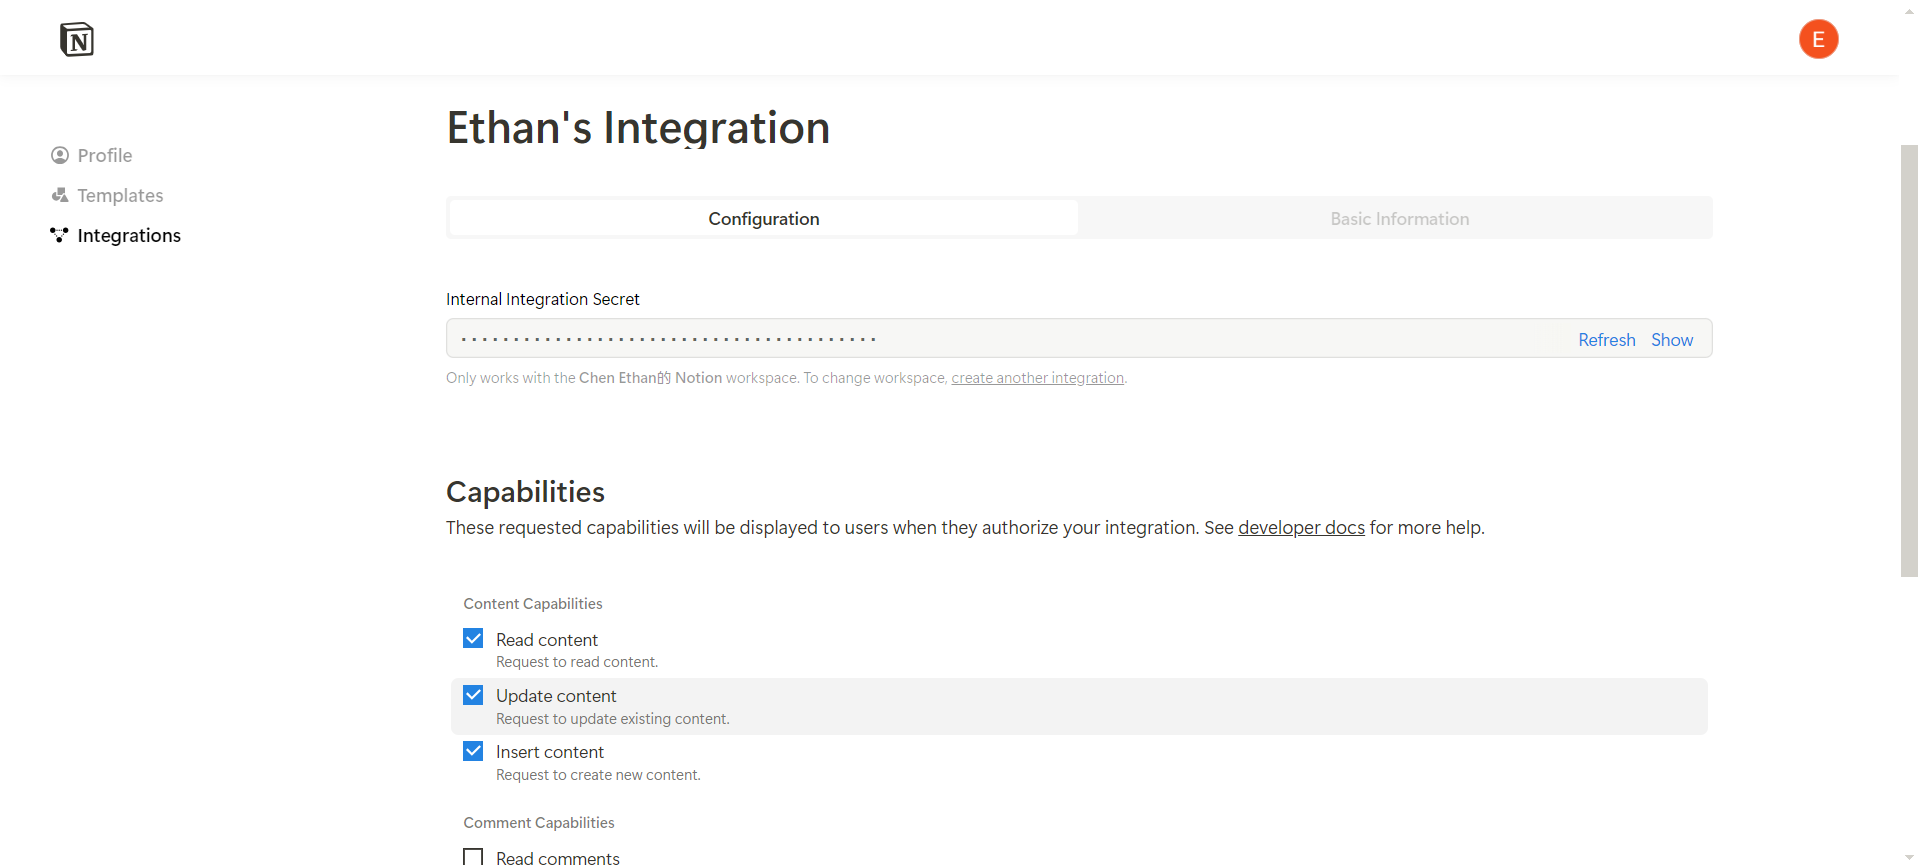 N
E
Profile
Templates
Integrations
Ethan's Integration
Configuration
Basic Information
Internal Integration Secret
········································
Refresh
Show
Only works with the Chen Ethan的 Notion workspace. To change workspace, create another integration.
Capabilities
These requested capabilities will be displayed to users when they authorize your integration. See developer docs for more help.
Content Capabilities
Read content
Request to read content.
Update content
Request to update existing content.
Insert content
Request to create new content.
Comment Capabilities
Read comments